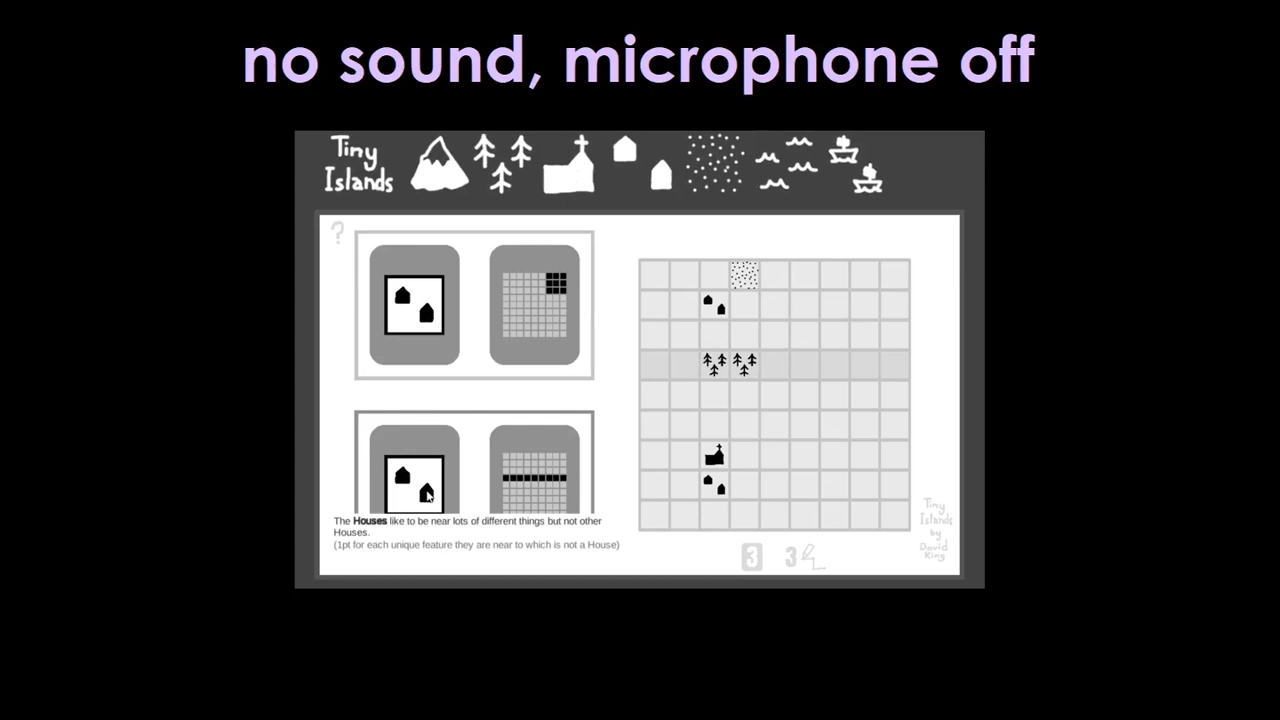 no sound, microphone off
Tiny
Islands
?
The Houses like to be near lots of different things but not other
Houses.
(1pt for each unique feature they are near to which is not a House)
3
3
Tiny
Islands
by
David
King